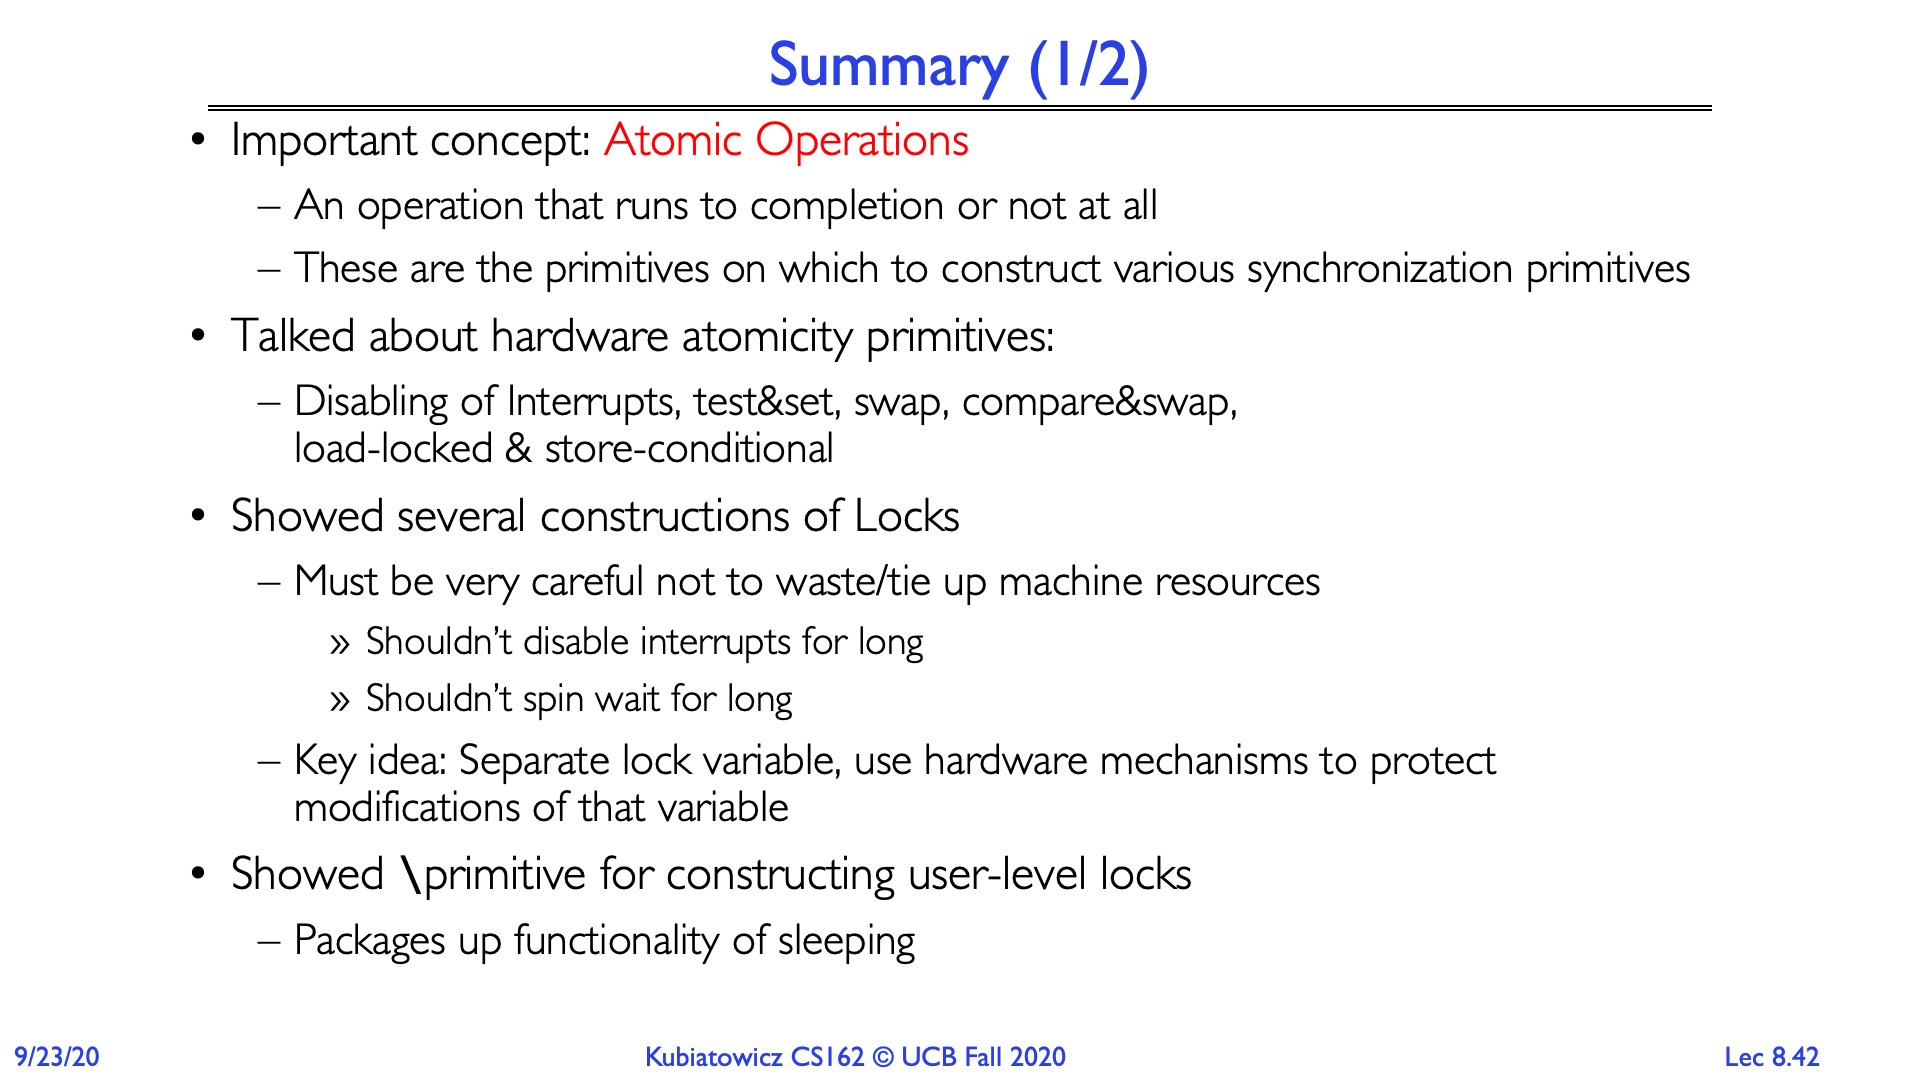 Summary (1/2)
• Important concept: Atomic Operations
– An operation that runs to completion or not at all
– These are the primitives on which to construct various synchronization primitives
• Talked about hardware atomicity primitives:
– Disabling of Interrupts, test&set, swap, compare&swap,
load-locked & store-conditional
• Showed several constructions of Locks
– Must be very careful not to waste/tie up machine resources
» Shouldn’t disable interrupts for long
» Shouldn’t spin wait for long
– Key idea: Separate lock variable, use hardware mechanisms to protect
modifications of that variable
• Showed \primitive for constructing user-level locks
– Packages up functionality of sleeping
9/23/20
Kubiatowicz CS162 © UCB Fall 2020
Lec 8.42